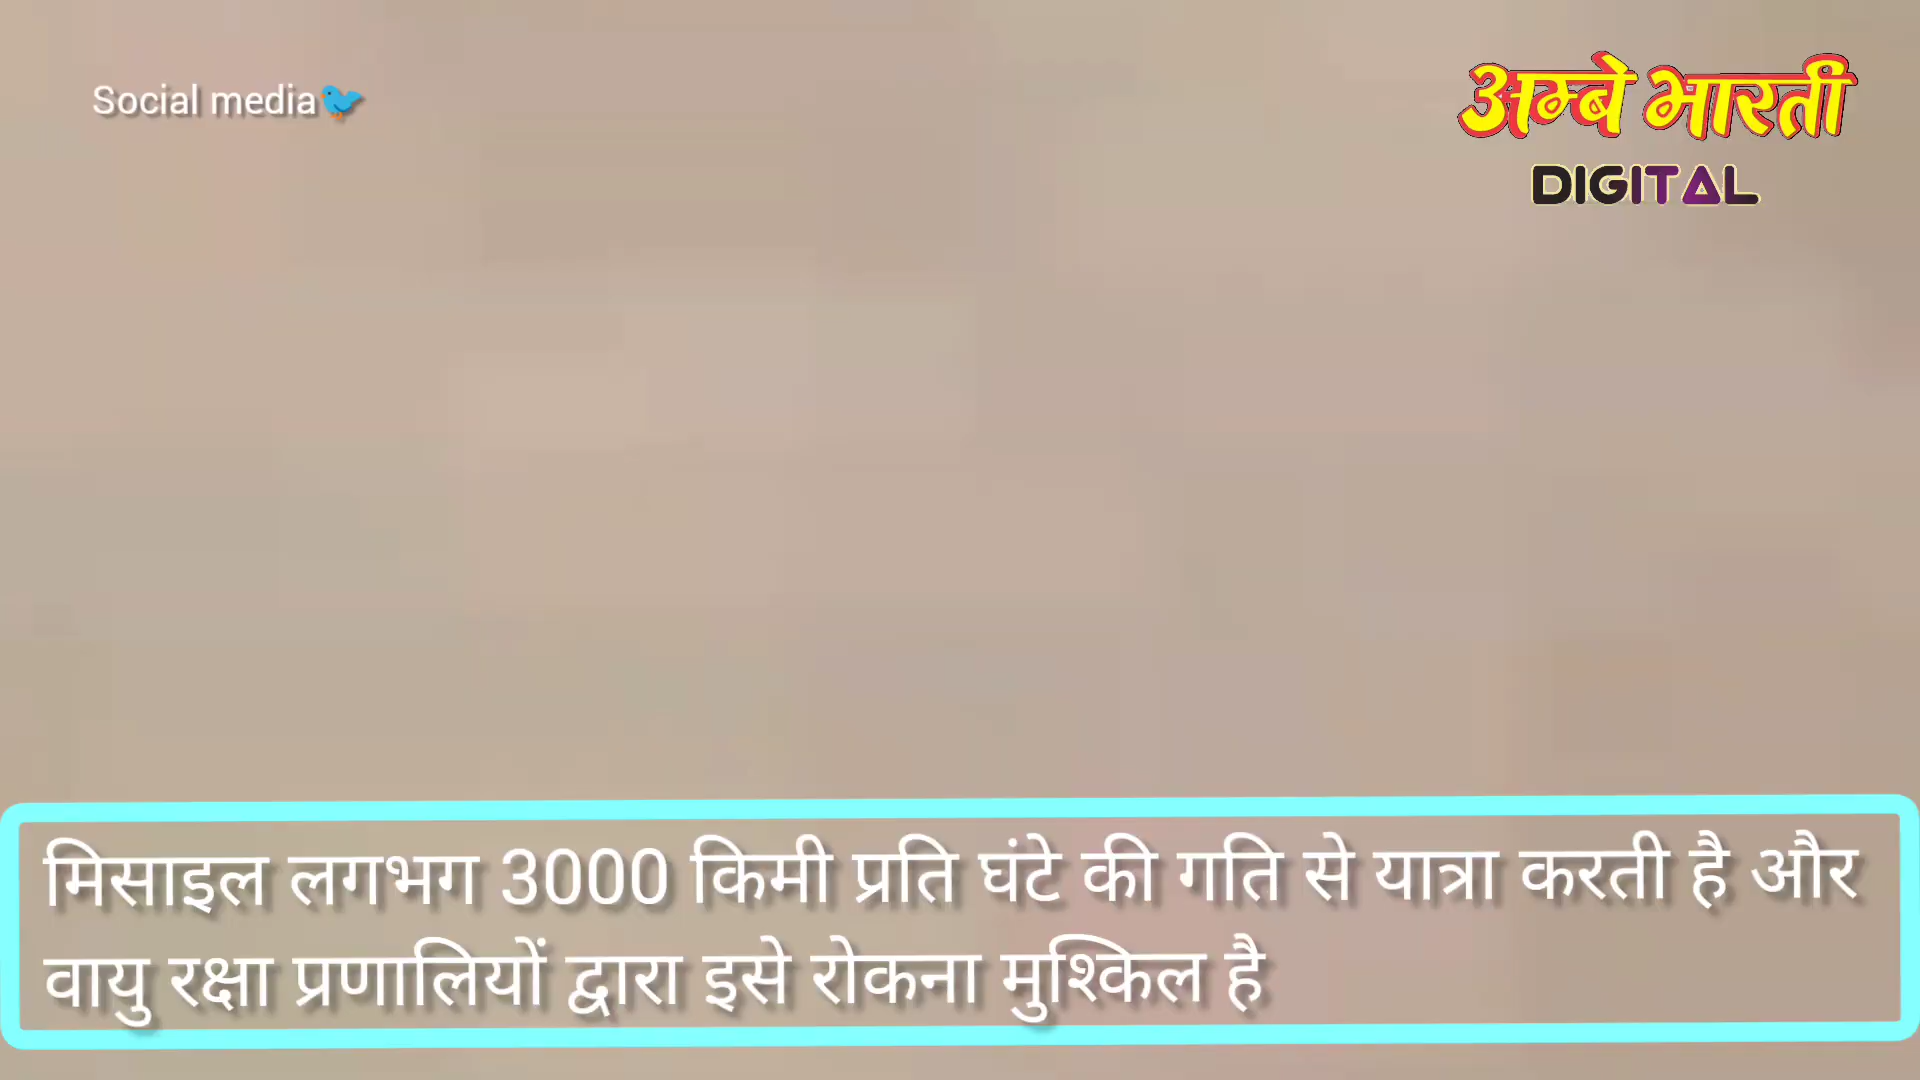 Social media🐦
अम्बे भारती
DIGITAL
मिसाइल लगभग 3000 किमी प्रति घंटे की गति से यात्रा करती है और
वायु रक्षा प्रणालियों द्वारा इसे रोकना मुश्किल है